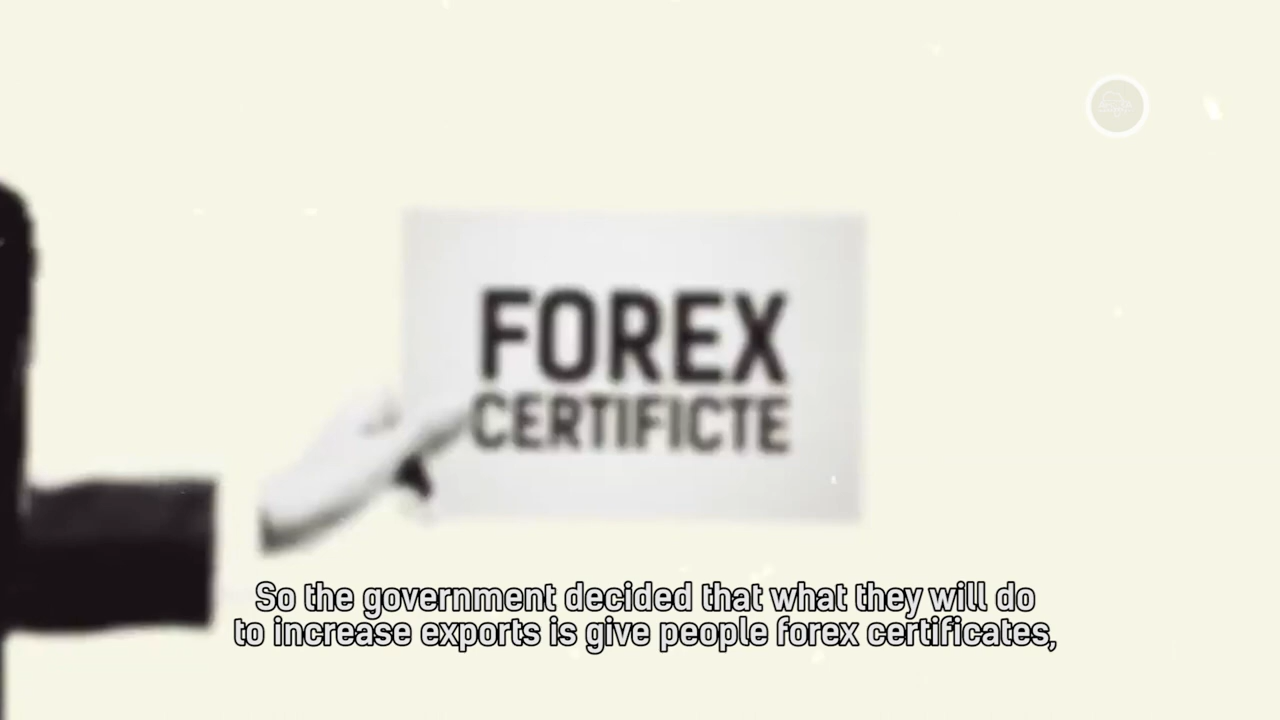 FOREX
CERTIFICTE
So the government decided that what they will do
to increase exports is give people forex certificates,